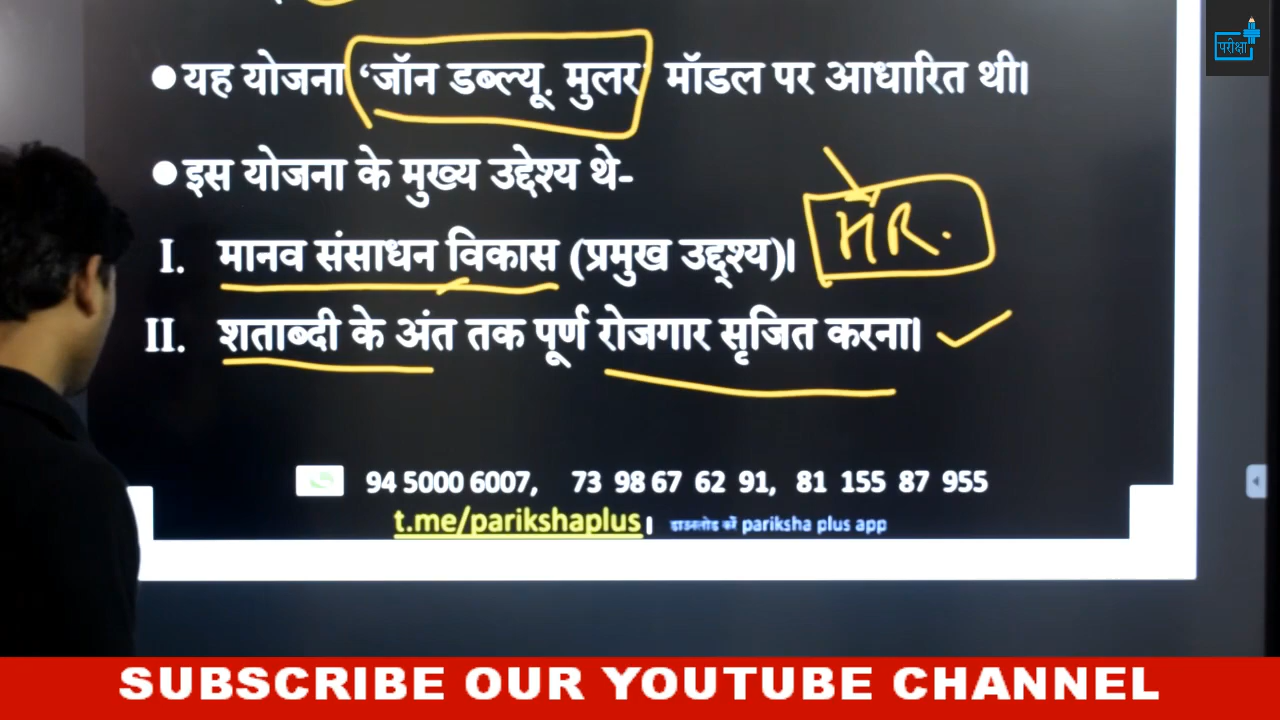 परीक्षा
●यह योजना ‘जॉन डब्ल्यू. मुलर’ मॉडल पर आधारित थी।
●इस योजना के मुख्य उद्देश्य थे-
I. मानव संसाधन विकास (प्रमुख उद्द्श्य)।
HR.
II. शताब्दी के अंत तक पूर्ण रोजगार सृजित करना।
94 5000 6007, 73 98 67 62 91, 81 155 87 955
t.me/parikshaplus। डाउनलोड करें pariksha plus app
SUBSCRIBE OUR YOUTUBE CHANNEL